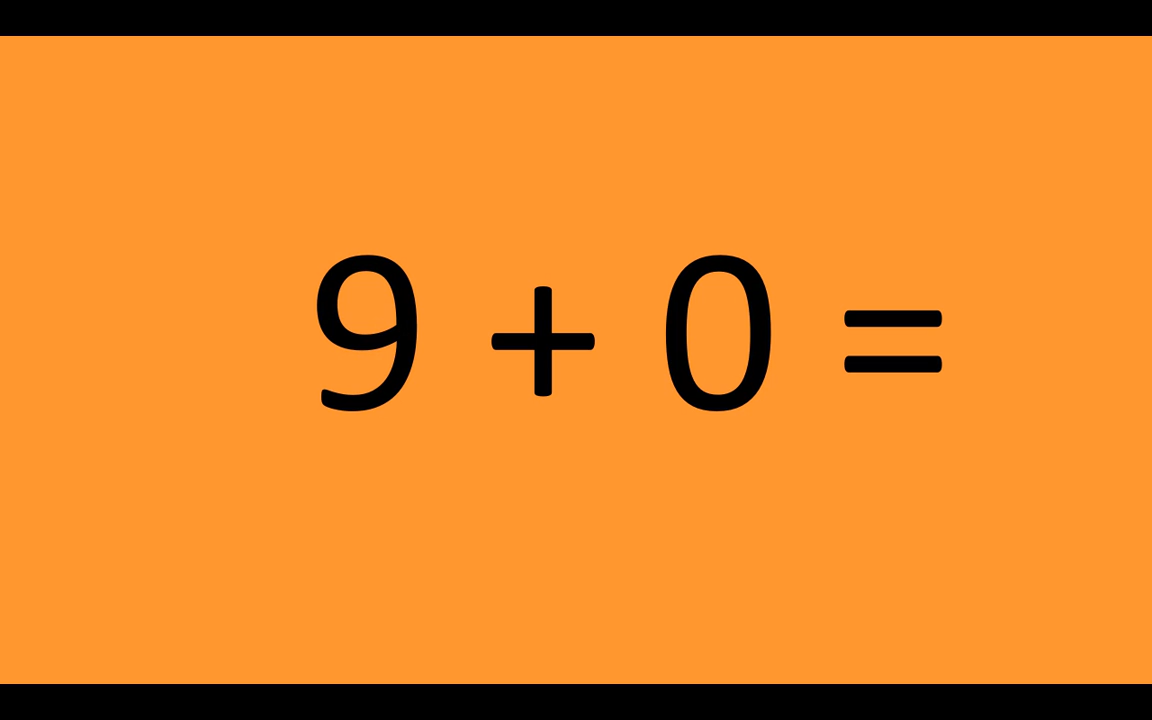 9 + 0 =